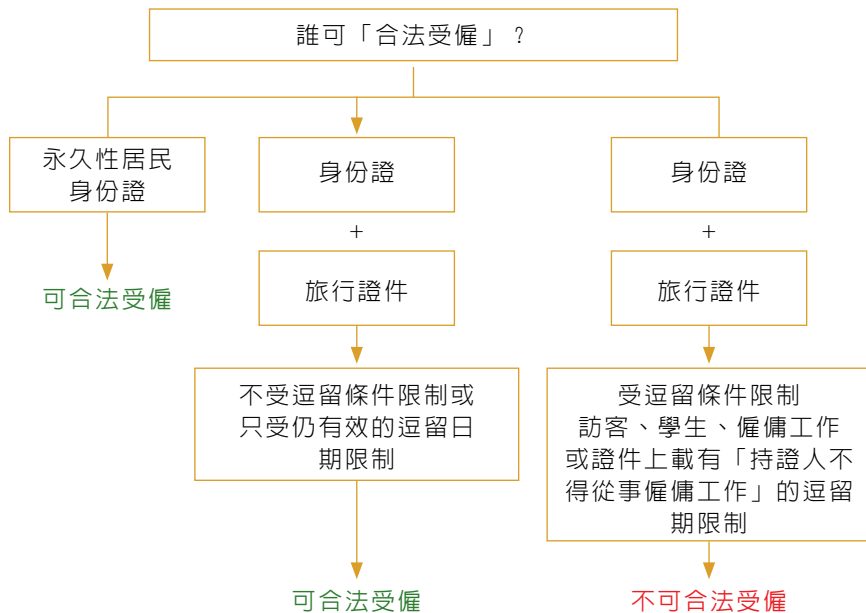 誰可「合法受僱」？
永久性居民
身份證
可合法受僱
身份證
+
旅行證件
不受逗留條件限制或
只受仍有效的逗留日
期限制
可合法受僱
身份證
+
旅行證件
受逗留條件限制
訪客、學生、僱傭工作
或證件上載有「持證人不
得從事僱傭工作」的逗留
期限制
不可合法受僱